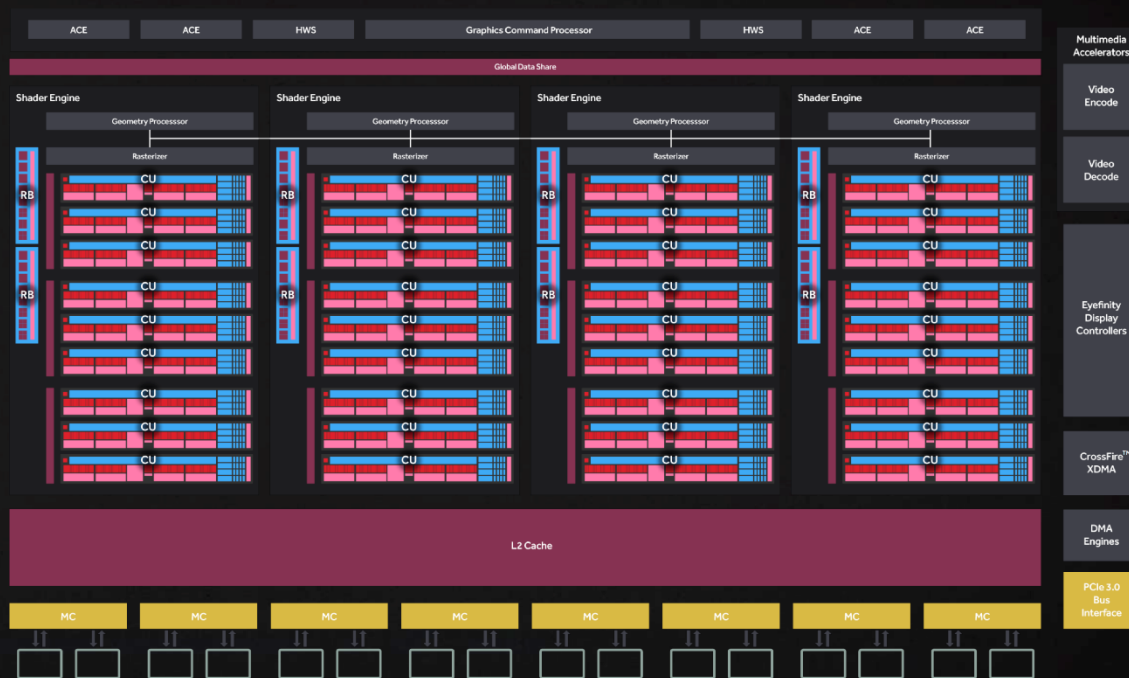 ACE
ACE
HWS
Graphics Command Processor
HWS
ACE
ACE
Global Data Share
Shader Engine
Geometry Processsor
Rasterizer
RB
RB
CU
CU
CU
CU
CU
CU
CU
CU
CU
Shader Engine
Geometry Processsor
Rasterizer
RB
RB
CU
CU
CU
CU
CU
CU
CU
CU
CU
Shader Engine
Geometry Processsor
Rasterizer
RB
RB
CU
CU
CU
CU
CU
CU
CU
CU
CU
Shader Engine
Geometry Processsor
Rasterizer
RB
RB
CU
CU
CU
CU
CU
CU
CU
CU
CU
L2 Cache
MC
MC
MC
MC
MC
MC
MC
MC
Multimedia
Accelerators
Video
Encode
Video
Decode
Eyefinity
Display
Controllers
CrossFire™
XDMA
DMA
Engines
PCIe 3.0
Bus
Interface